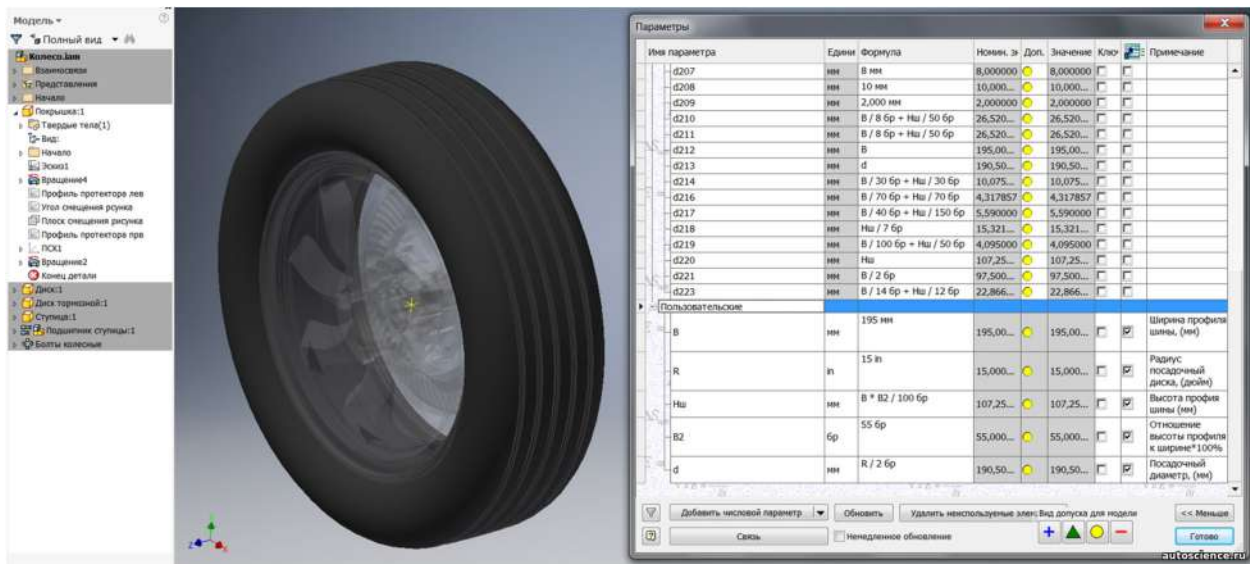 Модель
Полный вид
Колесо.iam
Взаимосвязи
Представления
Начало
Покрышка:1
Твердые тела(1)
Вид:
Начало
Эскиз1
Вращение4
Профиль протектора лев
Угол смещения рсунка
Плоск смещения рисунка
Профиль протектора прв
ПСК1
Вращение2
Конец детали
Диск:1
Диск тормозной:1
Ступица:1
Подшипник ступицы:1
Болты колесные
Параметры
Имя параметра Едини Формула Номин. зн Доп. Значение Ключ Примечание
d207 мм 8 мм 8,000000 8,000000
d208 мм 10 мм 10,000... 10,000...
d209 мм 2,000 мм 2,000000 2,000000
d210 мм B / 8 бр + Нш / 50 бр 26,520... 26,520...
d211 мм B / 8 бр + Нш / 50 бр 26,520... 26,520...
d212 мм B 195,00... 195,00...
d213 мм d 190,50... 190,50...
d214 мм B / 30 бр + Нш / 30 бр 10,075... 10,075...
d216 мм B / 70 бр + Нш / 70 бр 4,317857 4,317857
d217 мм B / 40 бр + Нш / 150 бр 5,590000 5,590000
d218 мм Нш / 7 бр 15,321... 15,321...
d219 мм B / 100 бр + Нш / 50 бр 4,095000 4,095000
d220 мм Нш 107,25... 107,25...
d221 мм B / 2 бр 97,500... 97,500...
d223 мм B / 14 бр + Нш / 12 бр 22,866... 22,866...
Пользовательские
B мм 195 мм 195,00... 195,00... Ширина профиля
шины, (мм)
R in 15 in 15,000... 15,000... Радиус
посадочный
диска, (дюйм)
Нш мм B * B2 / 100 бр 107,25... 107,25... Высота профия
шины (мм)
B2 бр 55 бр 55,000... 55,000... Отношение
высоты профиля
к ширине*100%
d мм R / 2 бр 190,50... 190,50... Посадочный
диаметр, (мм)
Добавить числовой параметр Обновить Удалить неиспользуемые элем Вид допуска для модели << Меньше
Связь Немедленное обновление Готово
autoscience.ru